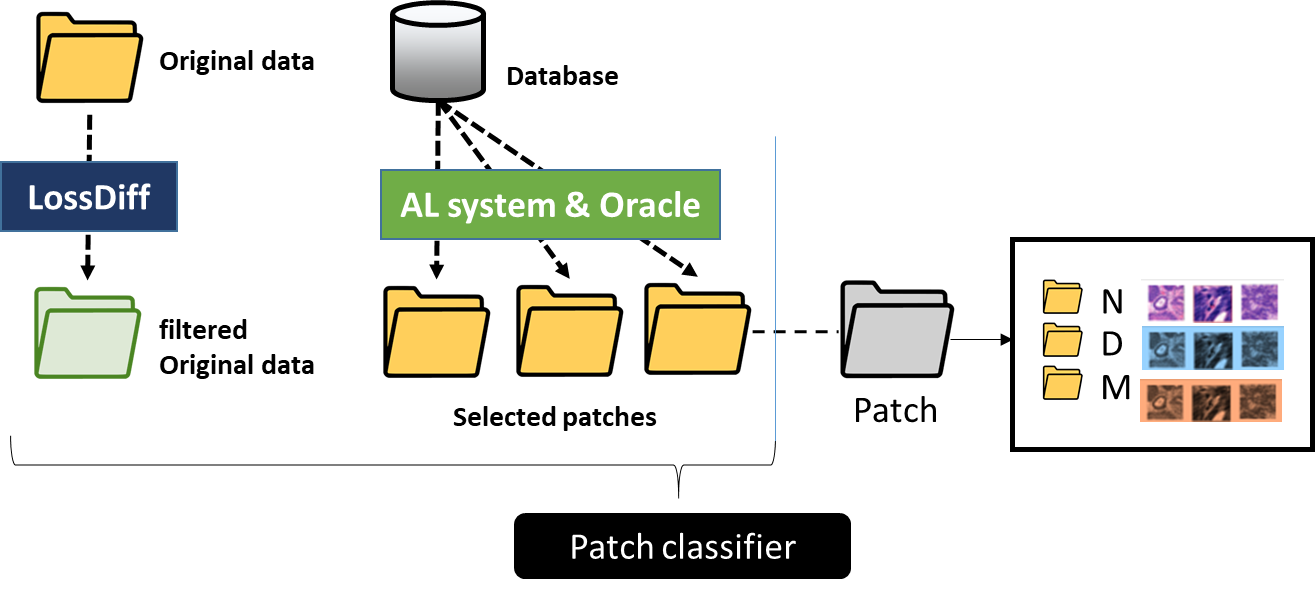 Original data
Database
LossDiff
AL system & Oracle
filtered
Original data
Selected patches
Patch
N
D
M
Patch classifier